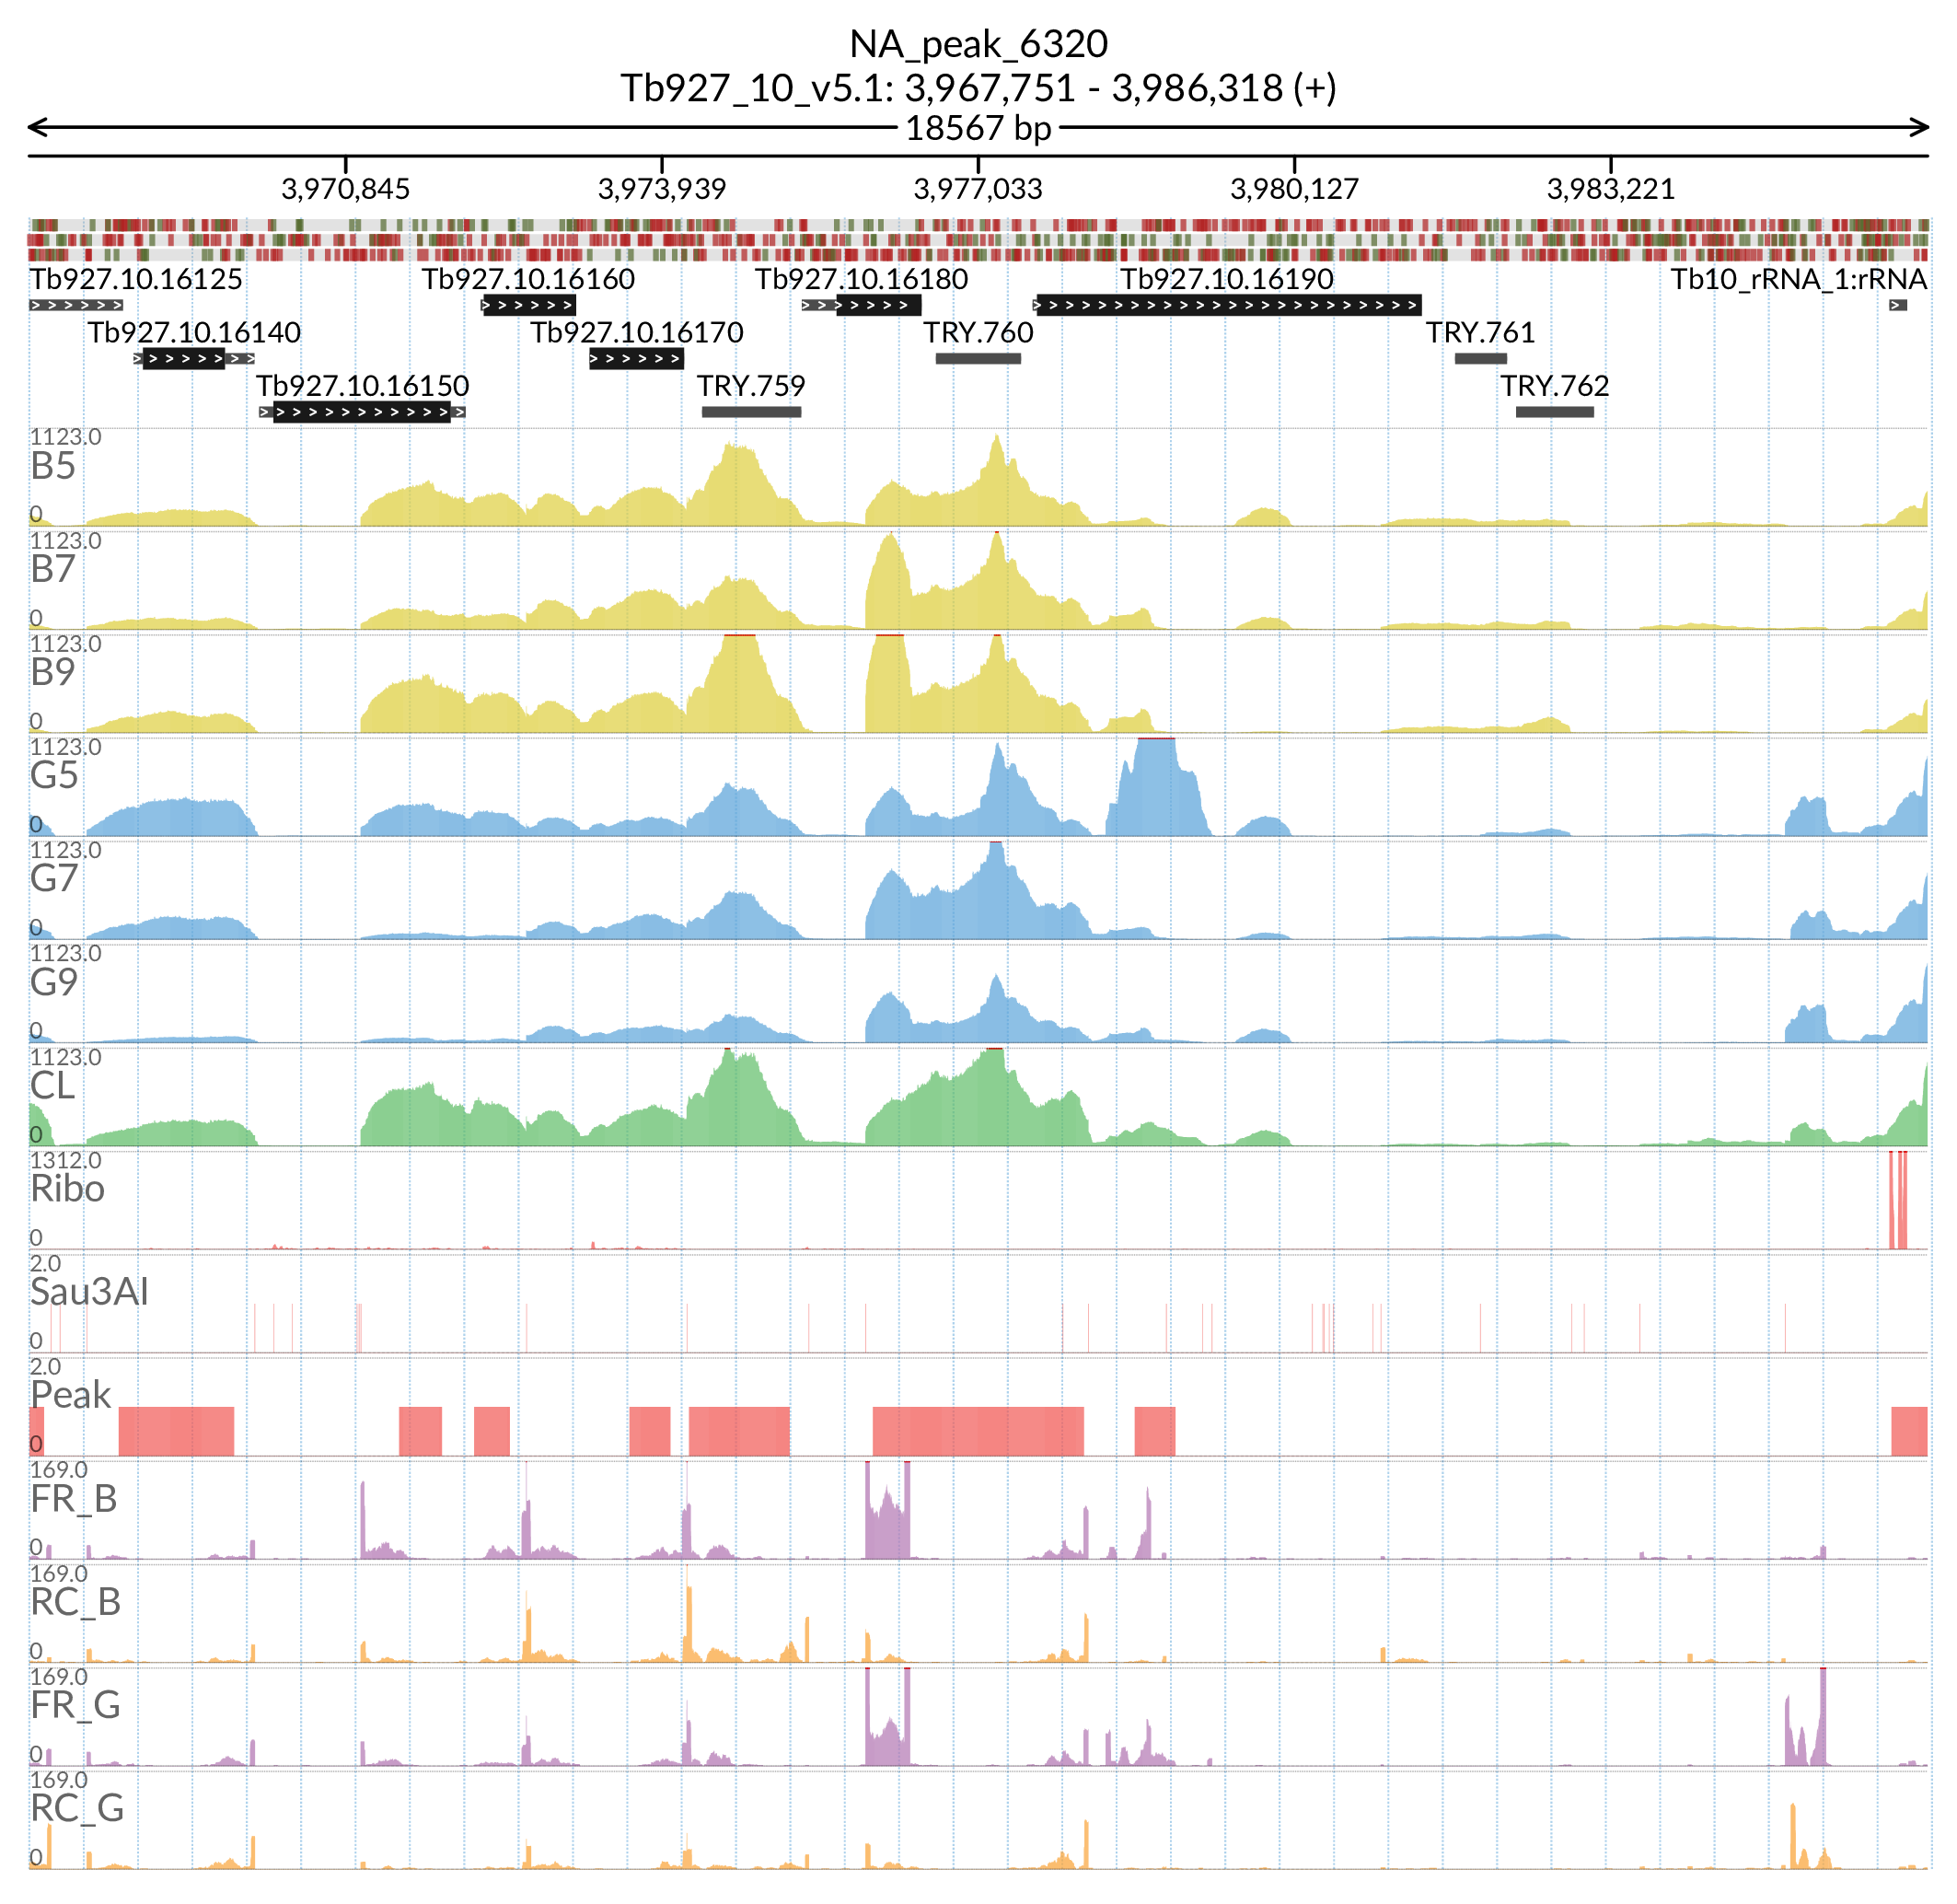 NA_peak_6320
Tb927_10_v5.1: 3,967,751 - 3,986,318 (+)
18567 bp
3,970,845 3,973,939 3,977,033 3,980,127 3,983,221
Tb927.10.16125 Tb927.10.16160 Tb927.10.16180 Tb927.10.16190 Tb10_rRNA_1:rRNA
Tb927.10.16140 Tb927.10.16170 TRY.760 TRY.761
Tb927.10.16150 TRY.759 TRY.762
1123.0
B5
0
1123.0
B7
0
1123.0
B9
0
1123.0
G5
0
1123.0
G7
0
1123.0
G9
0
1123.0
CL
0
1312.0
Ribo
0
2.0
Sau3AI
0
2.0
Peak
0
169.0
FR_B
0
169.0
RC_B
0
169.0
FR_G
0
169.0
RC_G
0